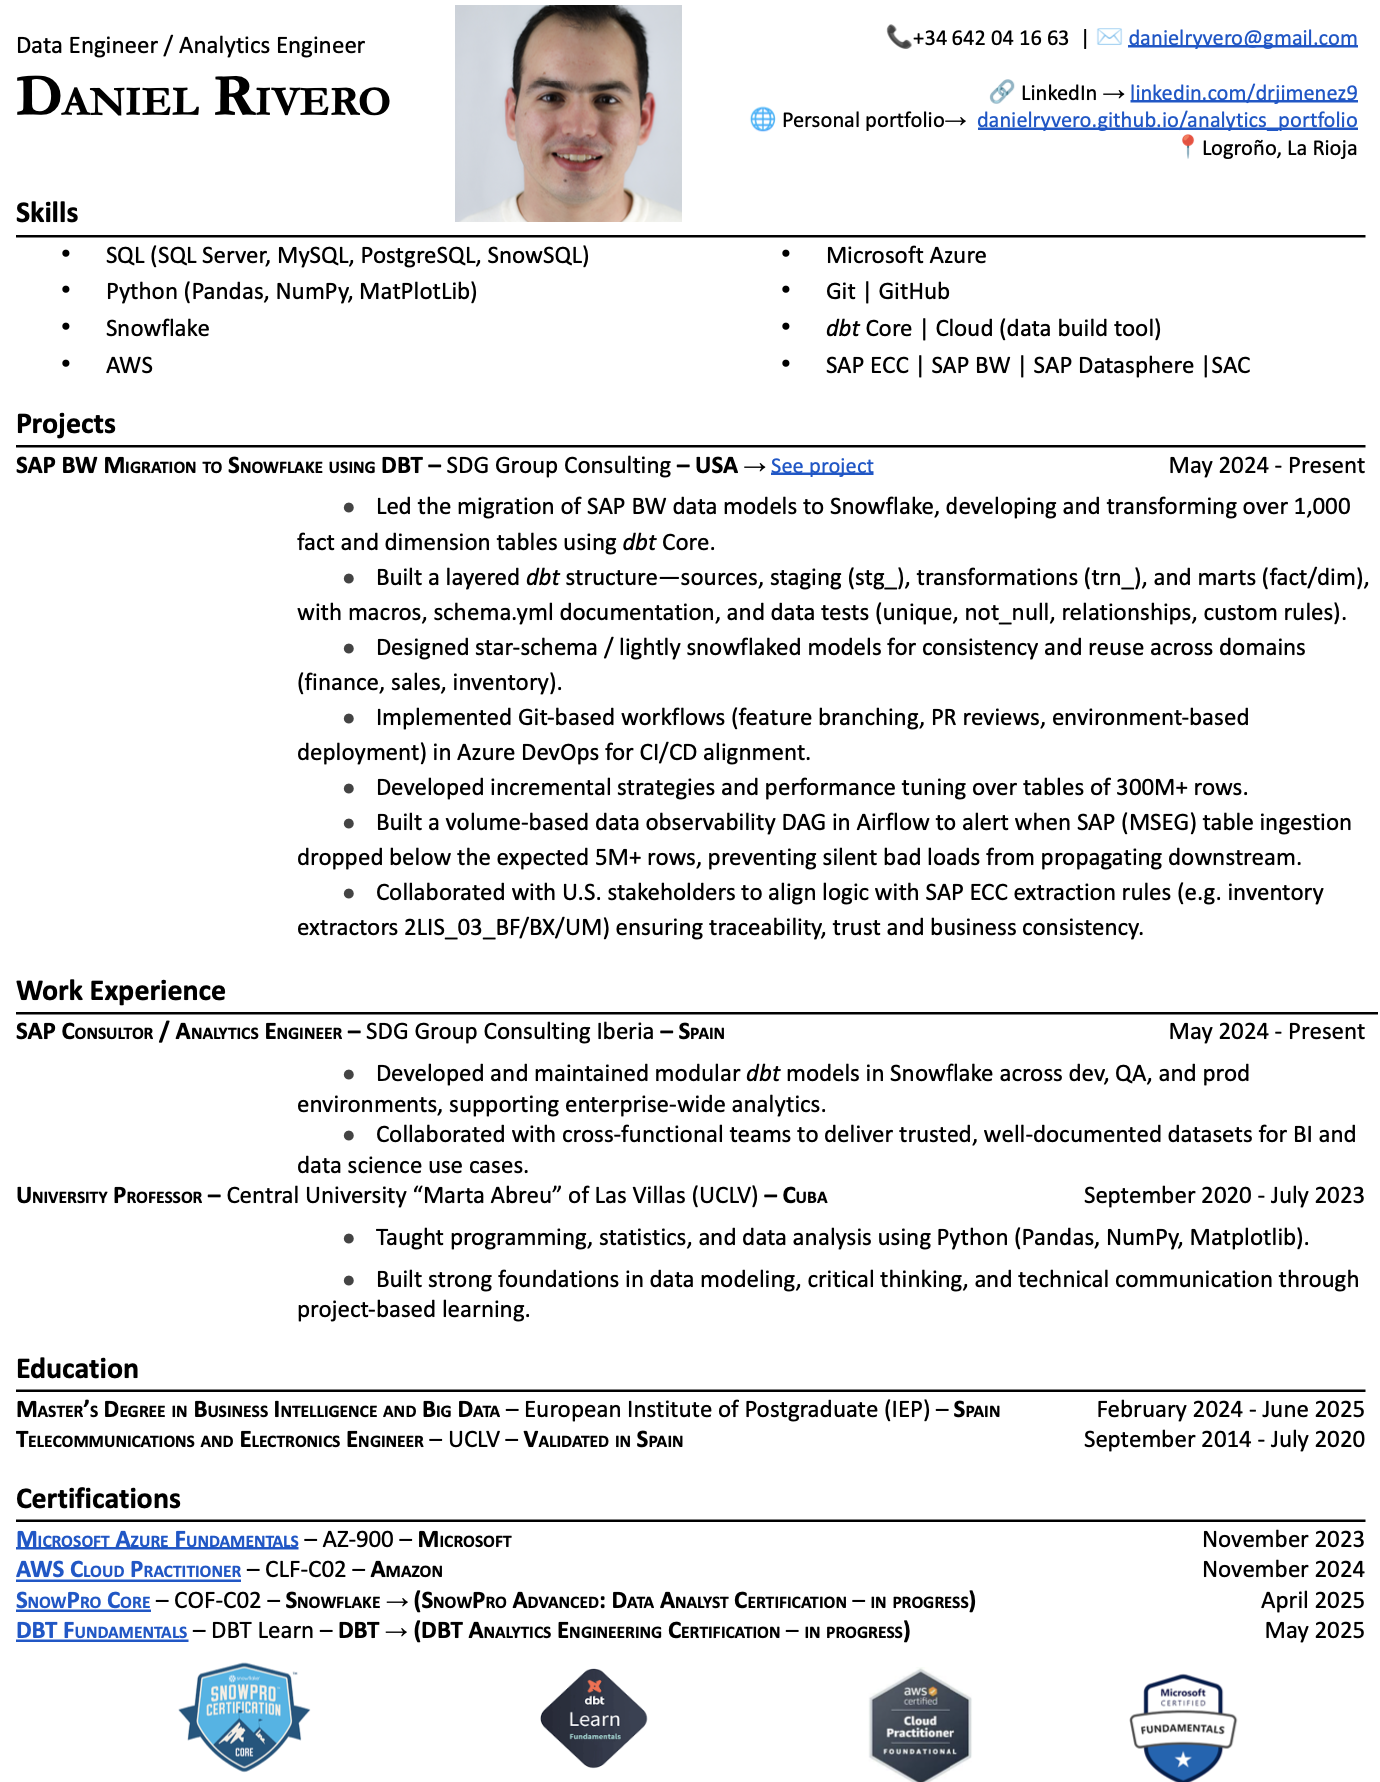 Data Engineer / Analytics Engineer
DANIEL RIVERO
+34 642 04 16 63 | danielryvero@gmail.com
LinkedIn → linkedin.com/drjimenez9
Personal portfolio→ danielryvero.github.io/analytics_portfolio
Logroño, La Rioja
Skills
• SQL (SQL Server, MySQL, PostgreSQL, SnowSQL)
• Python (Pandas, NumPy, MatPlotLib)
• Snowflake
• AWS
• Microsoft Azure
• Git | GitHub
• dbt Core | Cloud (data build tool)
• SAP ECC | SAP BW | SAP Datasphere |SAC
Projects
SAP BW MIGRATION TO SNOWFLAKE USING DBT – SDG Group Consulting – USA → See project May 2024 - Present
● Led the migration of SAP BW data models to Snowflake, developing and transforming over 1,000
fact and dimension tables using dbt Core.
● Built a layered dbt structure—sources, staging (stg_), transformations (trn_), and marts (fact/dim),
with macros, schema.yml documentation, and data tests (unique, not_null, relationships, custom rules).
● Designed star-schema / lightly snowflaked models for consistency and reuse across domains
(finance, sales, inventory).
● Implemented Git-based workflows (feature branching, PR reviews, environment-based
deployment) in Azure DevOps for CI/CD alignment.
● Developed incremental strategies and performance tuning over tables of 300M+ rows.
● Built a volume-based data observability DAG in Airflow to alert when SAP (MSEG) table ingestion
dropped below the expected 5M+ rows, preventing silent bad loads from propagating downstream.
● Collaborated with U.S. stakeholders to align logic with SAP ECC extraction rules (e.g. inventory
extractors 2LIS_03_BF/BX/UM) ensuring traceability, trust and business consistency.
Work Experience
SAP CONSULTOR / ANALYTICS ENGINEER – SDG Group Consulting Iberia – SPAIN May 2024 - Present
● Developed and maintained modular dbt models in Snowflake across dev, QA, and prod
environments, supporting enterprise-wide analytics.
● Collaborated with cross-functional teams to deliver trusted, well-documented datasets for BI and
data science use cases.
UNIVERSITY PROFESSOR – Central University “Marta Abreu” of Las Villas (UCLV) – CUBA September 2020 - July 2023
● Taught programming, statistics, and data analysis using Python (Pandas, NumPy, Matplotlib).
● Built strong foundations in data modeling, critical thinking, and technical communication through
project-based learning.
Education
MASTER’S DEGREE IN BUSINESS INTELLIGENCE AND BIG DATA – European Institute of Postgraduate (IEP) – SPAIN February 2024 - June 2025
TELECOMMUNICATIONS AND ELECTRONICS ENGINEER – UCLV – VALIDATED IN SPAIN September 2014 - July 2020
Certifications
MICROSOFT AZURE FUNDAMENTALS – AZ-900 – MICROSOFT November 2023
AWS CLOUD PRACTITIONER – CLF-C02 – AMAZON November 2024
SNOWPRO CORE – COF-C02 – SNOWFLAKE → (SNOWPRO ADVANCED: DATA ANALYST CERTIFICATION – IN PROGRESS) April 2025
DBT FUNDAMENTALS – DBT Learn – DBT → (DBT ANALYTICS ENGINEERING CERTIFICATION – IN PROGRESS) May 2025
snowflake
SNOWPRO
CERTIFICATION
CORE
dbt
Learn
Fundamentals
aws
certified
Cloud
Practitioner
FOUNDATIONAL
Microsoft
CERTIFIED
FUNDAMENTALS